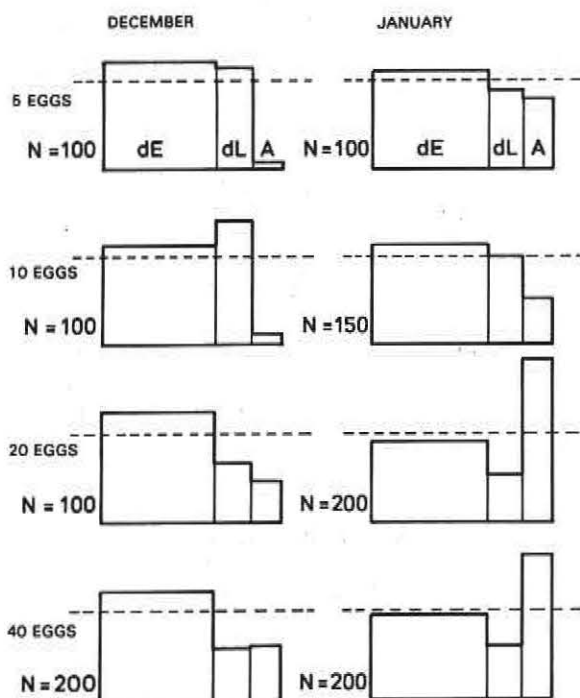 DECEMBER JANUARY
5 EGGS
N =100 dE dL A N=100 dE dL A
10 EGGS
N =100 N=150
20 EGGS
N =100 N=200
40 EGGS
N=200 N=200